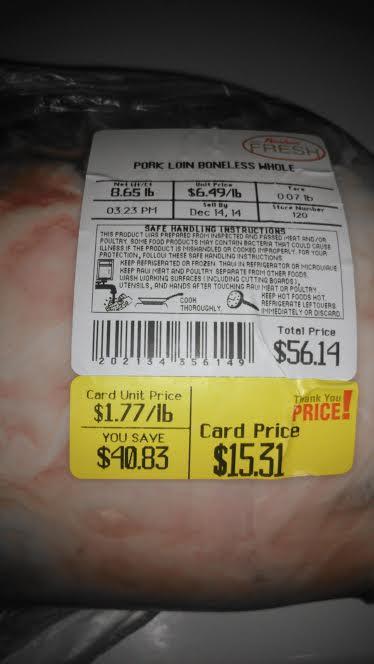 FRESH
PORK LOIN BONELESS WHOLE
Net Wt/Ct Unit Price Tare
8.65 lb $6.49/lb 0.07 lb
03:23 PM Sell By Dec 14, 14 Store Number 120
SAFE HANDLING INSTRUCTIONS
THIS PRODUCT WAS PREPARED FROM INSPECTED AND PASSED MEAT AND/OR
POULTRY. SOME FOOD PRODUCTS MAY CONTAIN BACTERIA THAT COULD CAUSE
ILLNESS IF THE PRODUCT IS MISHANDLED OR COOKED IMPROPERLY. FOR YOUR
PROTECTION, FOLLOW THESE SAFE HANDLING INSTRUCTIONS.
KEEP REFRIGERATED OR FROZEN. THAW IN REFRIGERATOR OR MICROWAVE
KEEP RAW MEAT AND POULTRY SEPARATE FROM OTHER FOODS.
WASH WORKING SURFACES (INCLUDING CUTTING BOARDS),
UTENSILS, AND HANDS AFTER TOUCHING RAW MEAT OR POULTRY
COOK THOROUGHLY.
KEEP HOT FOODS HOT.
REFRIGERATE LEFTOVERS
IMMEDIATELY OR DISCARD.
2 02134 356149
Total Price
$56.14
Card Unit Price
$1.77/lb
YOU SAVE
$40.83
Thank You
PRICE!
Card Price
$15.31